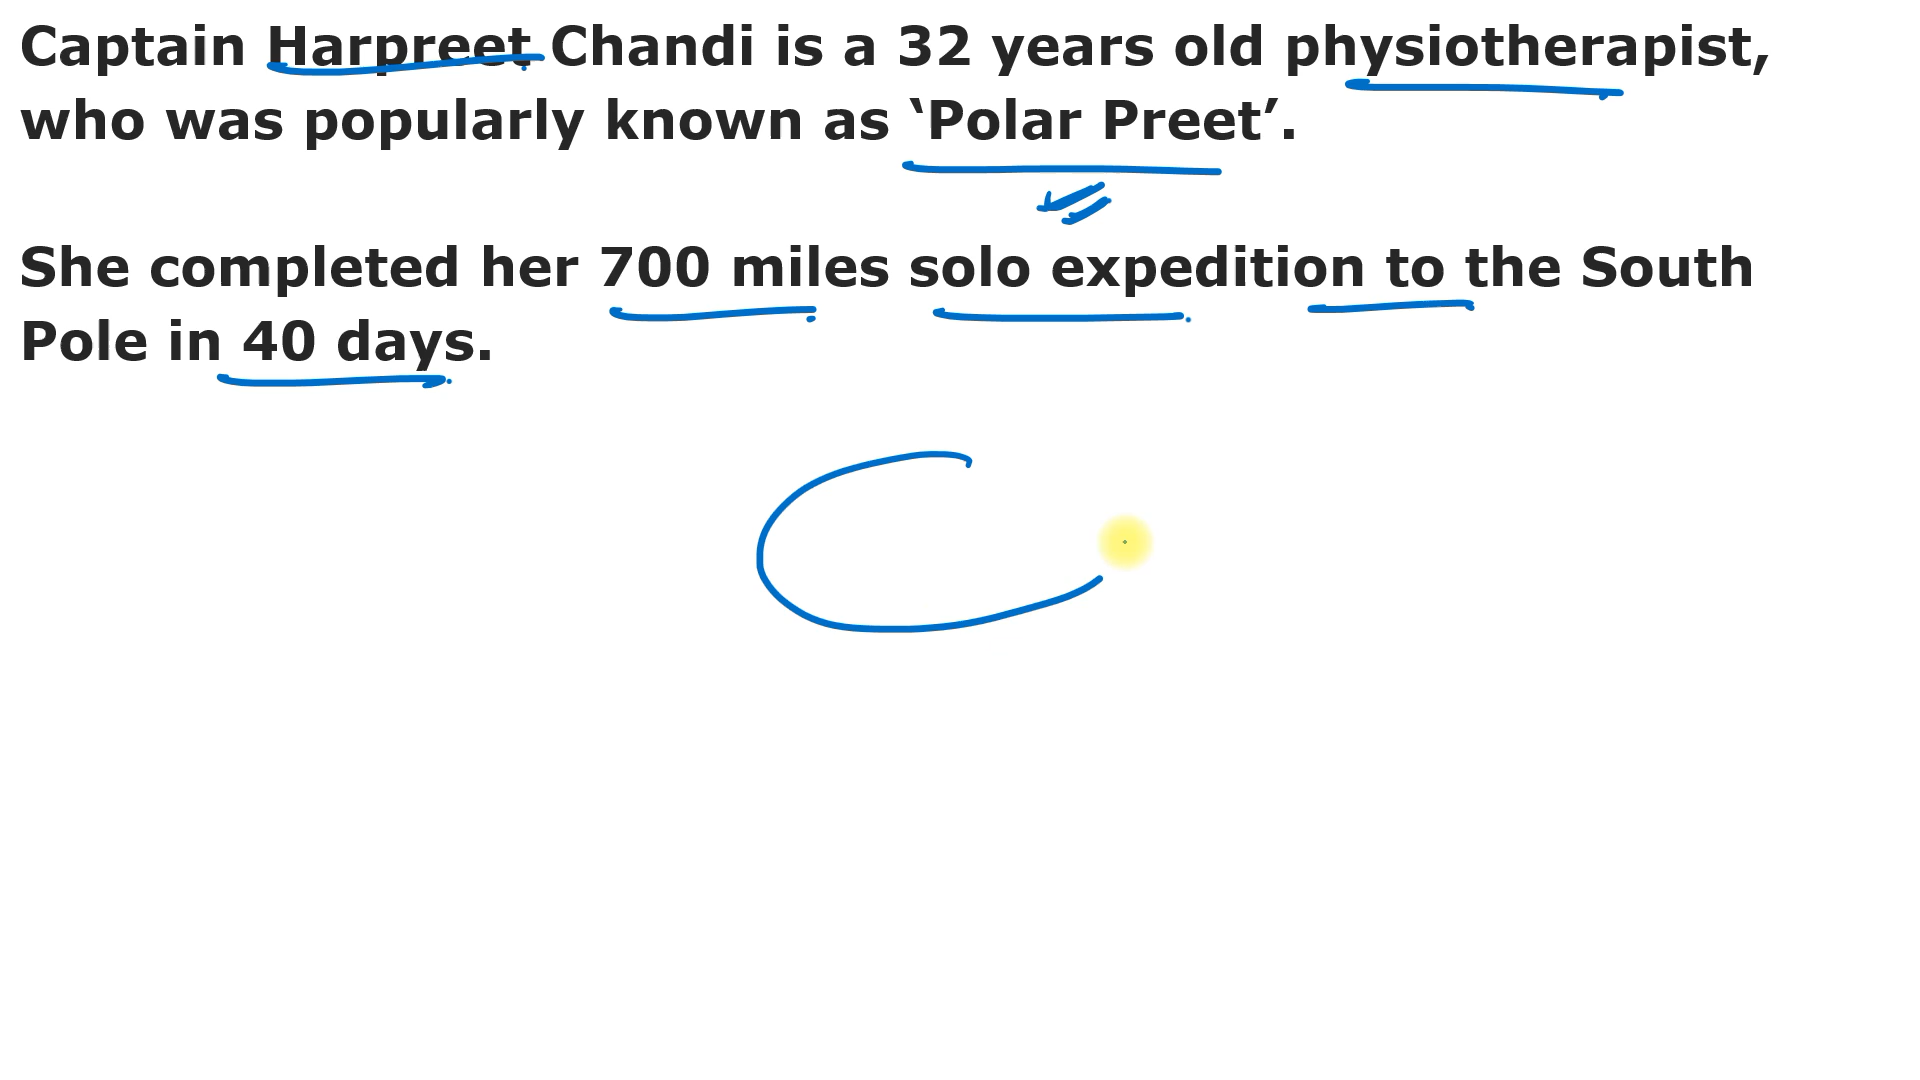 Captain Harpreet Chandi is a 32 years old physiotherapist,
who was popularly known as ‘Polar Preet’.
She completed her 700 miles solo expedition to the South
Pole in 40 days.